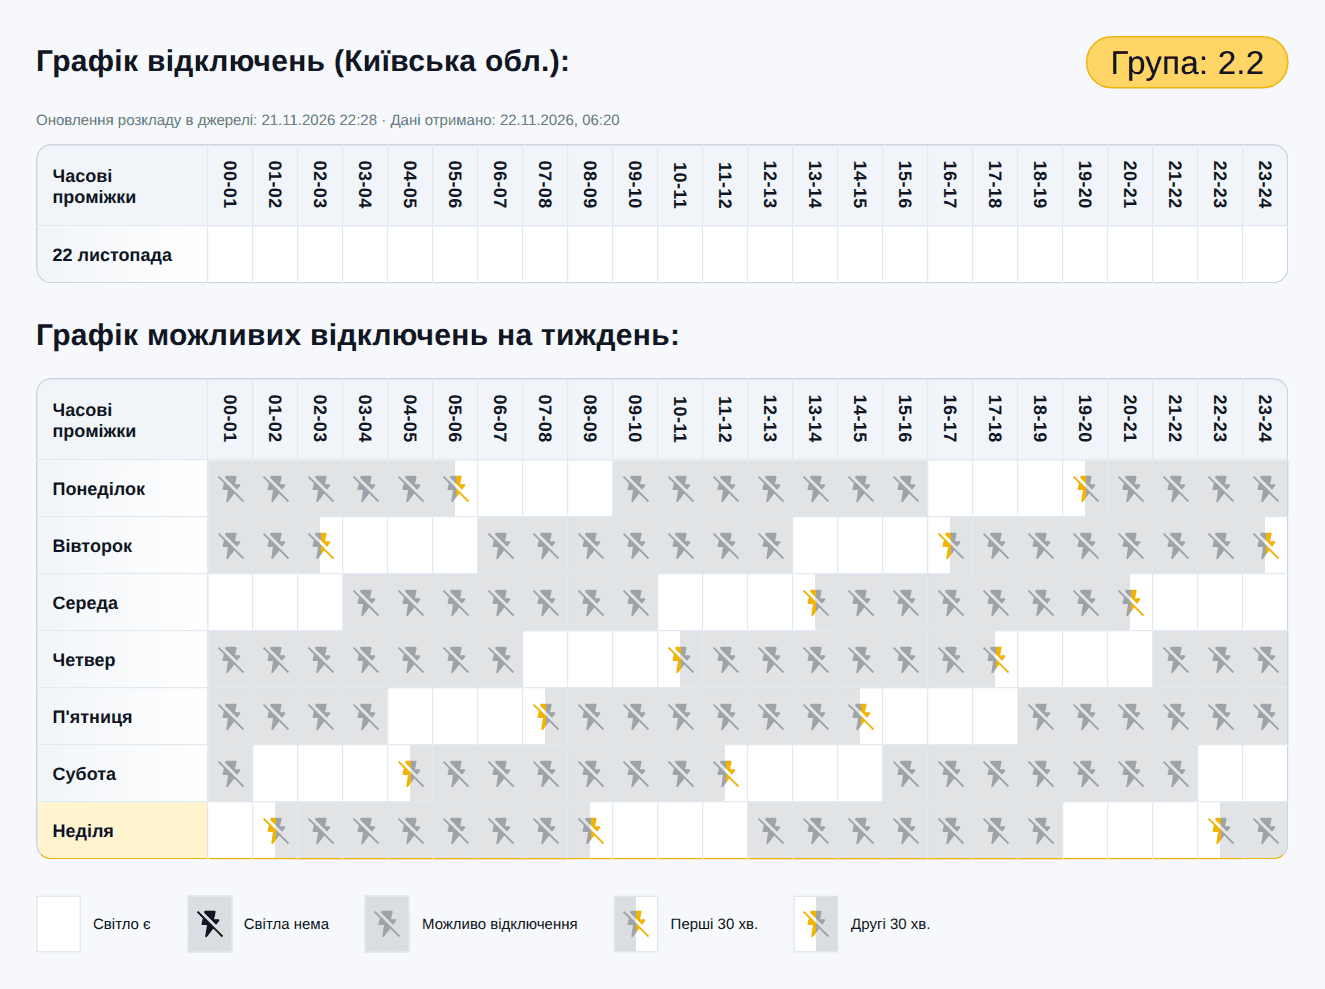 Графік відключень (Київська обл.):
Група: 2.2
Оновлення розкладу в джерелі: 21.11.2026 22:28 · Дані отримано: 22.11.2026, 06:20
Часові проміжки 00-01 01-02 02-03 03-04 04-05 05-06 06-07 07-08 08-09 09-10 10-11 11-12 12-13 13-14 14-15 15-16 16-17 17-18 18-19 19-20 20-21 21-22 22-23 23-24
22 листопада
Графік можливих відключень на тиждень:
Часові проміжки 00-01 01-02 02-03 03-04 04-05 05-06 06-07 07-08 08-09 09-10 10-11 11-12 12-13 13-14 14-15 15-16 16-17 17-18 18-19 19-20 20-21 21-22 22-23 23-24
Понеділок
Вівторок
Середа
Четвер
П'ятниця
Субота
Неділя
Світло є Світла нема Можливо відключення Перші 30 хв. Другі 30 хв.